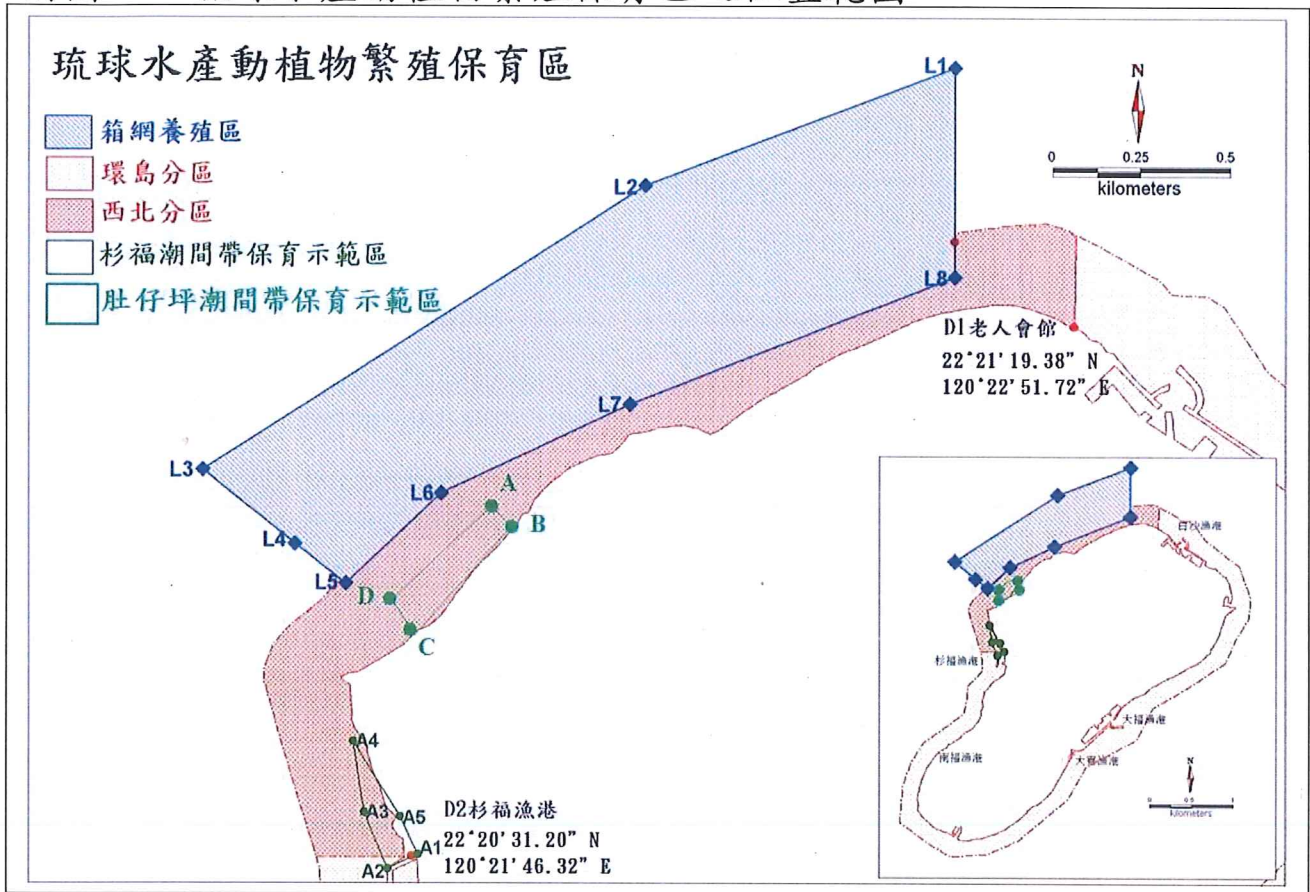 琉球水產動植物繁殖保育區
箱網養殖區
環島分區
西北分區
杉福潮間帶保育示範區
肚仔坪潮間帶保育示範區
N
0 0.25 0.5
kilometers
L1
L2
L3
L4
L5
L6
L7
L8
A
B
C
D
D1老人會館
22°21'19.38" N
120°22'51.72" E
A4
A3
A5
A1
A2
D2杉福漁港
22°20'31.20" N
120°21'46.32" E
白沙漁港
杉福漁港
大福漁港
南福漁港
大寮漁港
N
0 0.5 1
kilometers